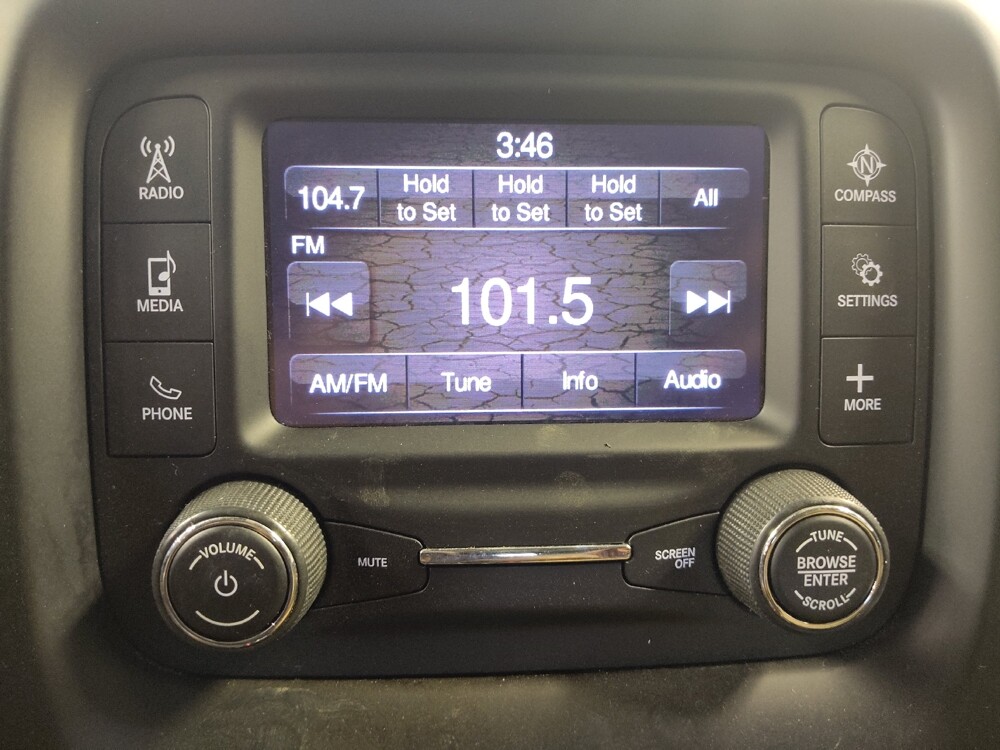 3:46
104.7
Hold
to Set
Hold
to Set
Hold
to Set
All
FM
101.5
AM/FM
Tune
Info
Audio
RADIO
MEDIA
PHONE
N
COMPASS
SETTINGS
MORE
VOLUME
MUTE
SCREEN
OFF
TUNE
BROWSE
ENTER
SCROLL